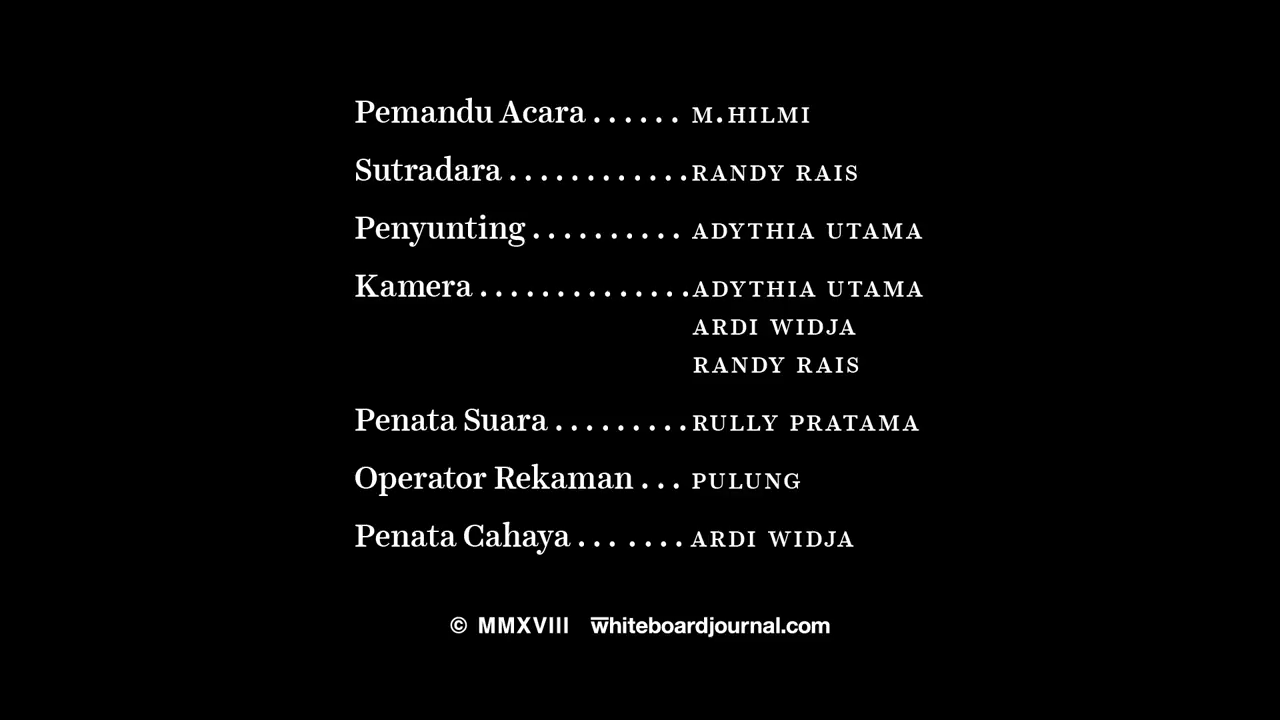 Pemandu Acara ...... M.HILMI
Sutradara ............RANDY RAIS
Penyunting .......... ADYTHIA UTAMA
Kamera ..............ADYTHIA UTAMA
ARDI WIDJA
RANDY RAIS
Penata Suara .........RULLY PRATAMA
Operator Rekaman ... PULUNG
Penata Cahaya ... .... ARDI WIDJA
© MMXVIII whiteboardjournal.com